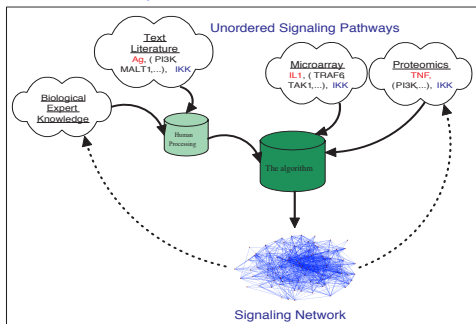 Unordered Signaling Pathways
Text
Literature
Ag, ( PI3K,
MALT1,...), IKK
Microarray
IL1, ( TRAF6,
TAK1,...), IKK
Proteomics
TNF,
(PI3K,...), IKK
Biological
Expert
Knowledge
Human
Processing
The algorithm
Signaling Network